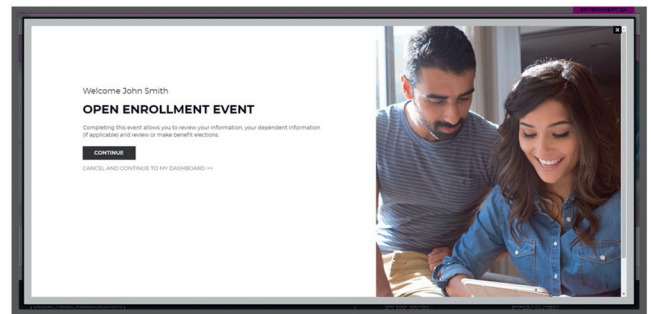 Welcome John Smith
OPEN ENROLLMENT EVENT
Completing this event allows you to review your information, your dependent information
(if applicable) and review or make benefit elections.
CONTINUE
CANCEL AND CONTINUE TO MY DASHBOARD >>